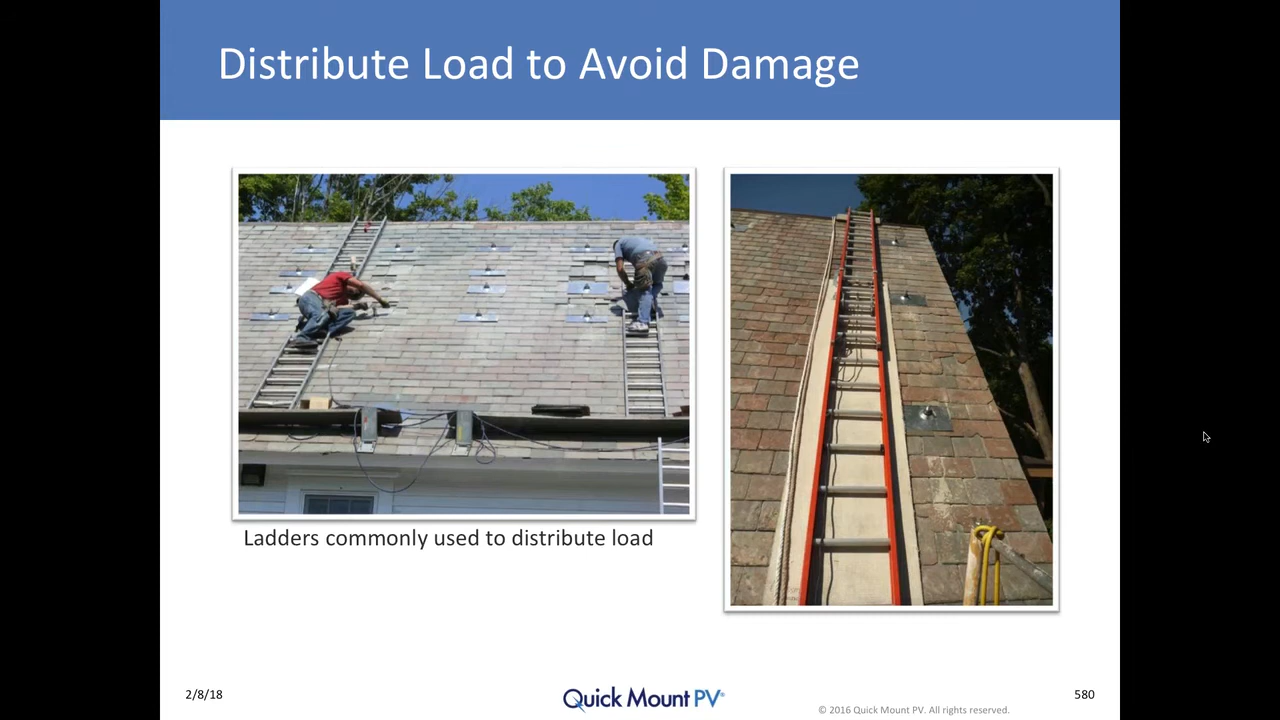 Distribute Load to Avoid Damage
Ladders commonly used to distribute load
2/8/18
Quick Mount PV®
580
© 2016 Quick Mount PV. All rights reserved.